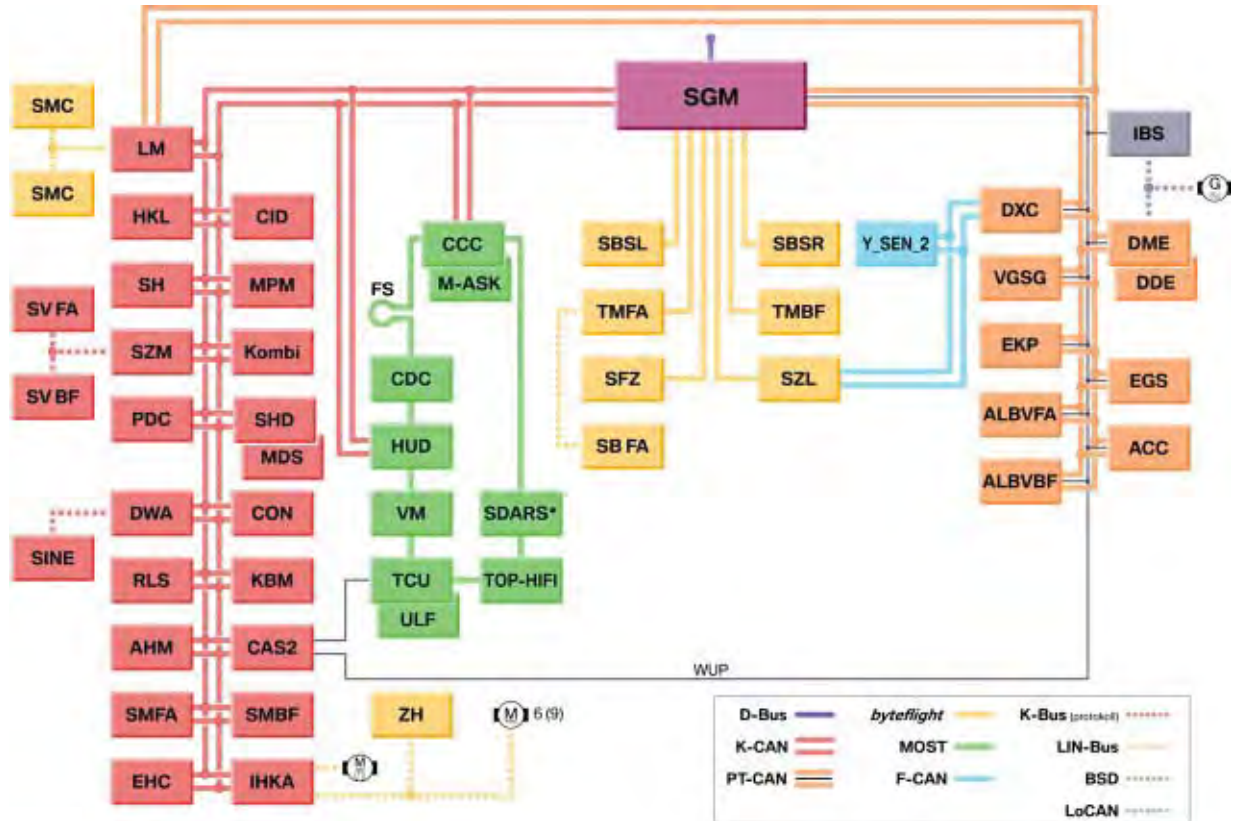 SGM
SMC
LM
IBS
SMC
G
HKL
CID
CCC
SBSL
SBSR
Y_SEN_2
DXC
DME
M-ASK
DDE
SH
MPM
FS
VGSG
SV FA
TMFA
TMBF
SZM
Kombi
EKP
CDC
SFZ
SZL
EGS
SV BF
PDC
SHD
ALBVFA
HUD
SB FA
ACC
MDS
ALBVBF
DWA
CON
VM
SDARS*
SINE
RLS
KBM
TCU
TOP-HIFI
ULF
AHM
CAS2
WUP
SMFA
SMBF
ZH
M 6 (9)
D-Bus
byteflight
K-Bus (protokoll)
K-CAN
MOST
LIN-Bus
M
EHC
IHKA
PT-CAN
F-CAN
BSD
LoCAN